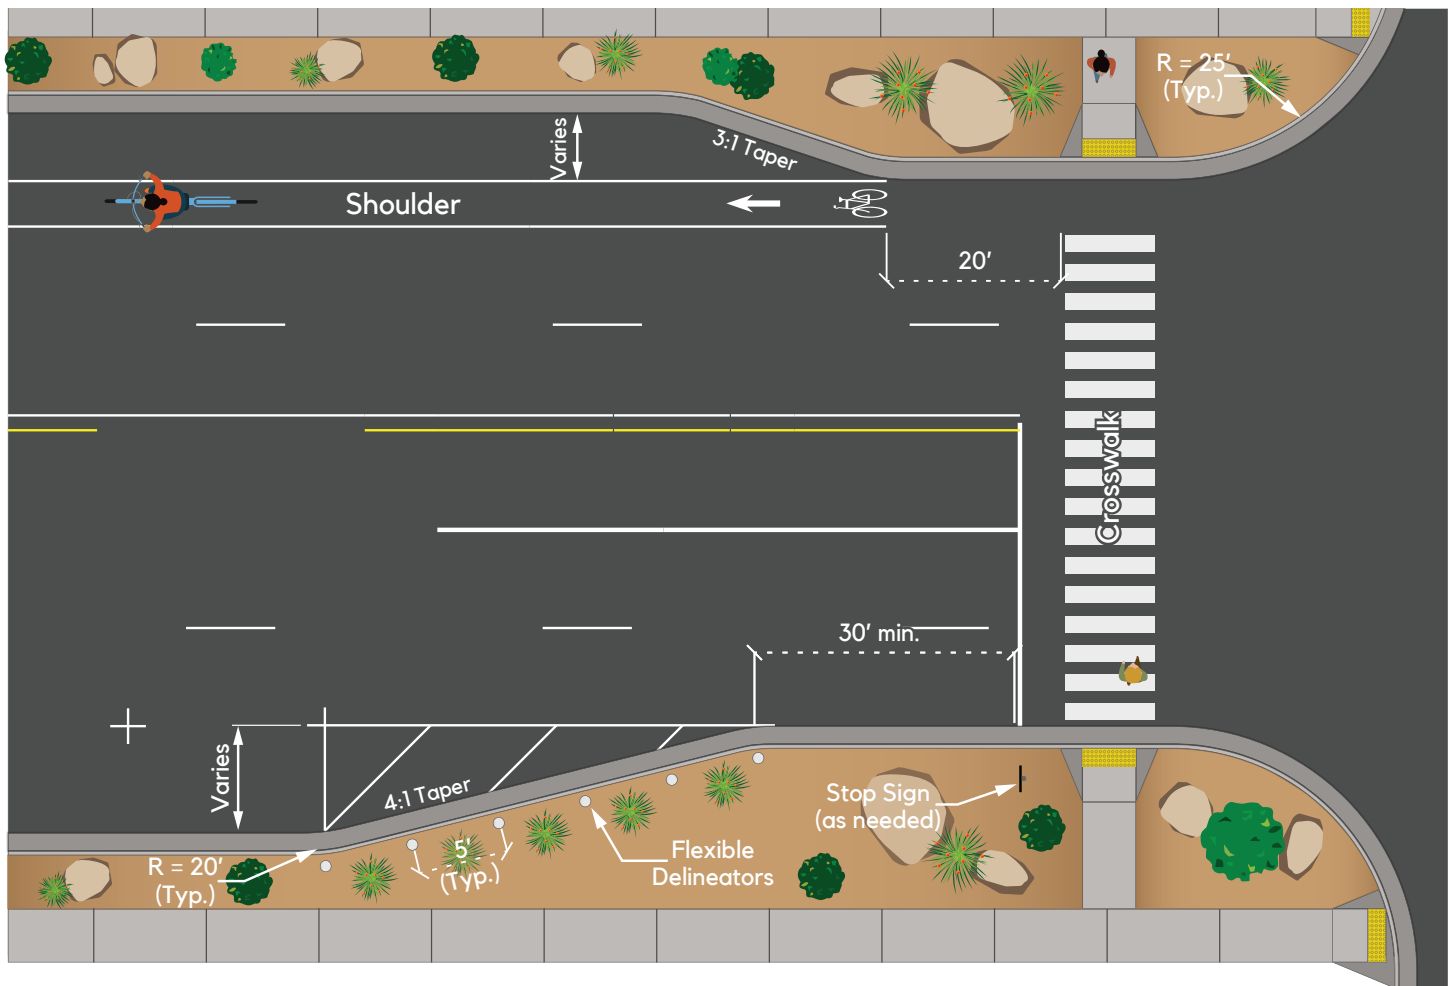 R = 25′
(Typ.)
Varies
3:1 Taper
Shoulder
20′
Crosswalk
30′ min.
Varies
4:1 Taper
Stop Sign
(as needed)
R = 20′
(Typ.)
5′
(Typ.)
Flexible
Delineators